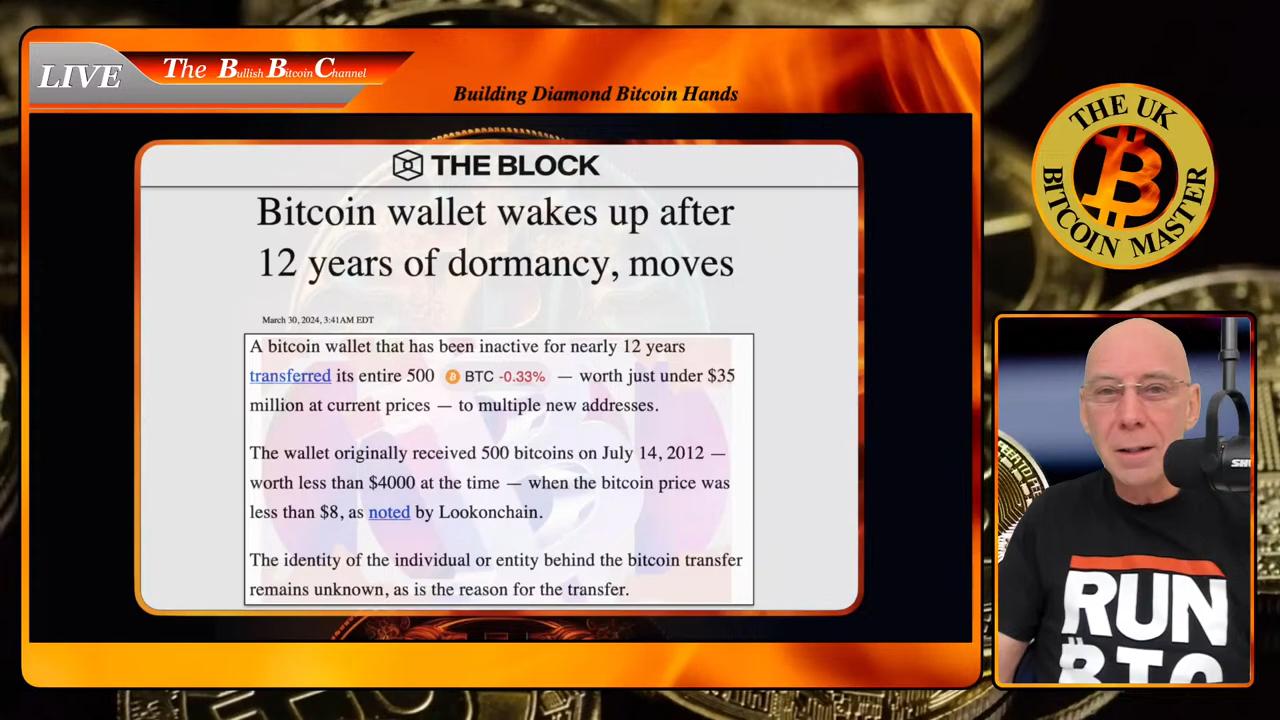 LIVE
The Bullish Bitcoin Channel
Building Diamond Bitcoin Hands
THE BLOCK
Bitcoin wallet wakes up after
12 years of dormancy, moves
March 30, 2024, 3:41AM EDT
A bitcoin wallet that has been inactive for nearly 12 years
transferred its entire 500 BTC -0.33% — worth just under $35
million at current prices — to multiple new addresses.
The wallet originally received 500 bitcoins on July 14, 2012 —
worth less than $4000 at the time — when the bitcoin price was
less than $8, as noted by Lookonchain.
The identity of the individual or entity behind the bitcoin transfer
remains unknown, as is the reason for the transfer.
THE UK
BITCOIN MASTER
RUN
BTC